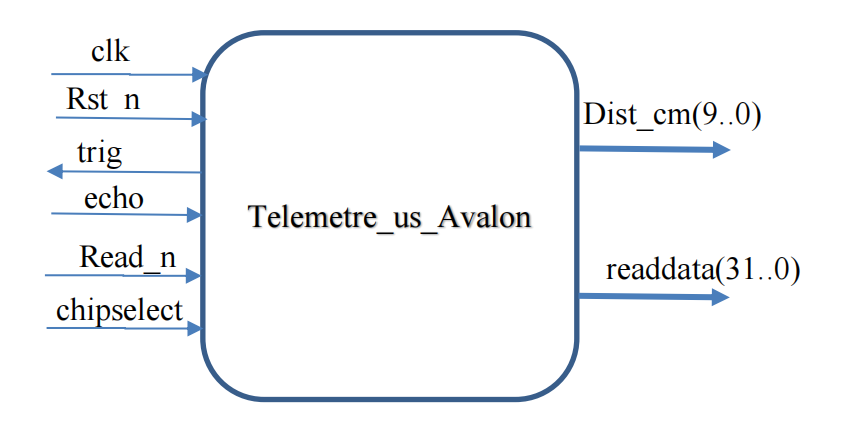 clk
Rst n
trig
echo
Read_n
chipselect
Telemetre_us_Avalon
Dist_cm(9..0)
readdata(31..0)